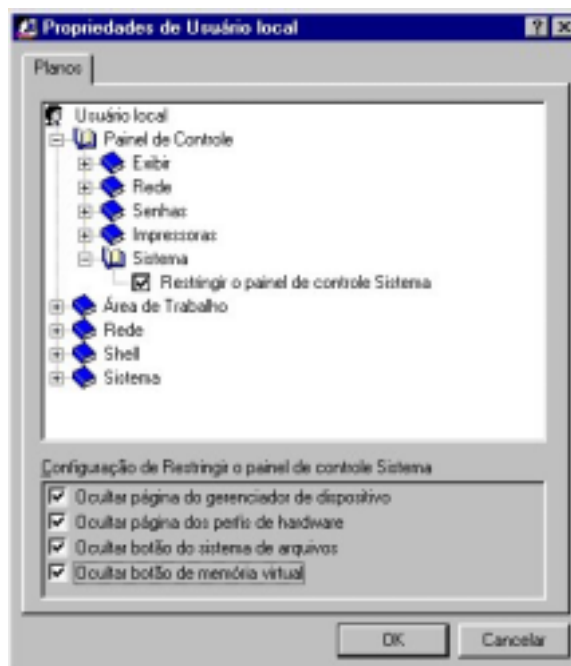 Propriedades de Usuário local
Planos
Usuário local
Painel de Controle
Exibir
Rede
Senhas
Impressoras
Sistema
Restringir o painel de controle Sistema
Área de Trabalho
Rede
Shell
Sistema
Configuração de Restringir o painel de controle Sistema
Ocultar página do gerenciador de dispositivo
Ocultar página dos perfis de hardware
Ocultar botão do sistema de arquivos
Ocultar botão de memória virtual
OK Cancelar